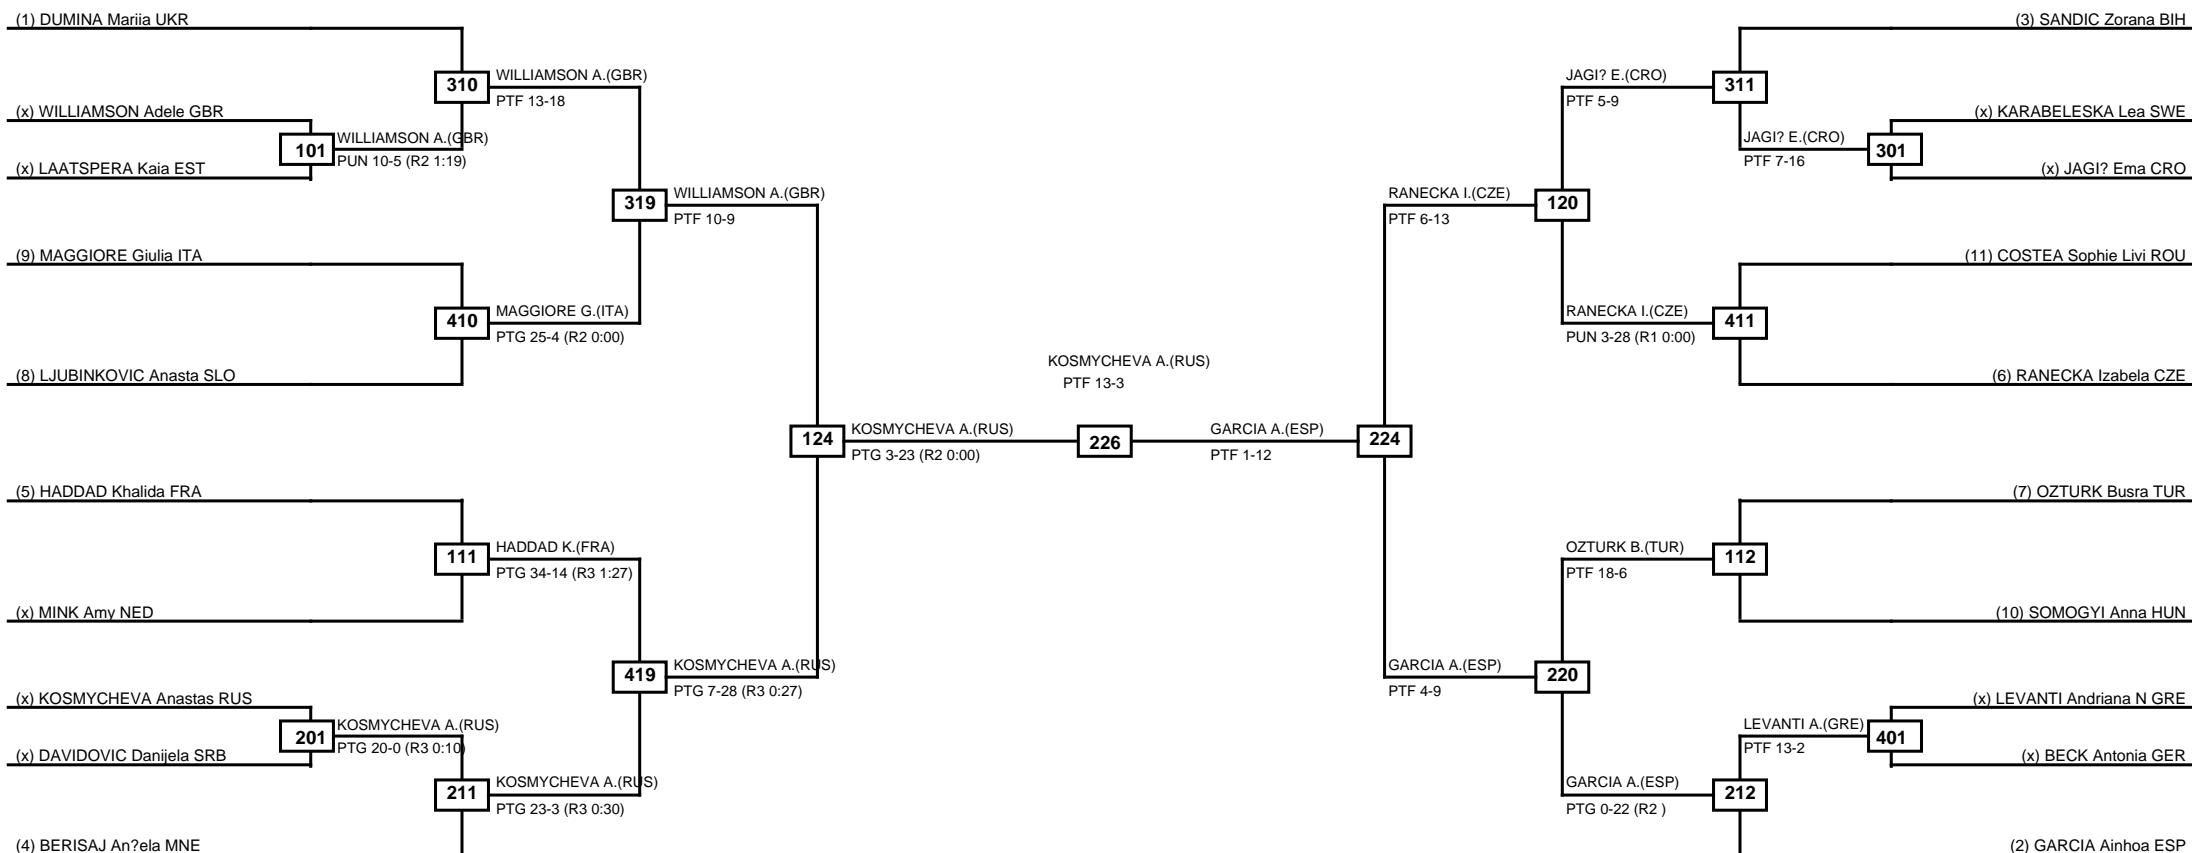 (1) DUMINA Mariia UKR
(3) SANDIC Zorana BIH
310
WILLIAMSON A.(GBR)
PTF 13-18
JAGI? E.(CRO)
PTF 5-9
311
(x) WILLIAMSON Adele GBR
(x) KARABELESKA Lea SWE
101
WILLIAMSON A.(GBR)
PUN 10-5 (R2 1:19)
JAGI? E.(CRO)
PTF 7-16
301
(x) LAATSPERA Kaia EST
(x) JAGI? Ema CRO
319
WILLIAMSON A.(GBR)
PTF 10-9
RANECKA I.(CZE)
PTF 6-13
120
(9) MAGGIORE Giulia ITA
(11) COSTEA Sophie Livi ROU
410
MAGGIORE G.(ITA)
PTG 25-4 (R2 0:00)
RANECKA I.(CZE)
PUN 3-28 (R1 0:00)
411
(8) LJUBINKOVIC Anasta SLO
(6) RANECKA Izabela CZE
KOSMYCHEVA A.(RUS)
PTF 13-3
124
KOSMYCHEVA A.(RUS)
PTG 3-23 (R2 0:00)
226
GARCIA A.(ESP)
PTF 1-12
224
(5) HADDAD Khalida FRA
(7) OZTURK Busra TUR
111
HADDAD K.(FRA)
PTG 34-14 (R3 1:27)
OZTURK B.(TUR)
PTF 18-6
112
(x) MINK Amy NED
(10) SOMOGYI Anna HUN
419
KOSMYCHEVA A.(RUS)
PTG 7-28 (R3 0:27)
GARCIA A.(ESP)
PTF 4-9
220
(x) KOSMYCHEVA Anastas RUS
(x) LEVANTI Andriana N GRE
201
KOSMYCHEVA A.(RUS)
PTG 20-0 (R3 0:10)
LEVANTI A.(GRE)
PTF 13-2
401
(x) DAVIDOVIC Danijela SRB
(x) BECK Antonia GER
211
KOSMYCHEVA A.(RUS)
PTG 23-3 (R3 0:30)
GARCIA A.(ESP)
PTG 0-22 (R2 )
212
(4) BERISAJ An?ela MNE
(2) GARCIA Ainhoa ESP